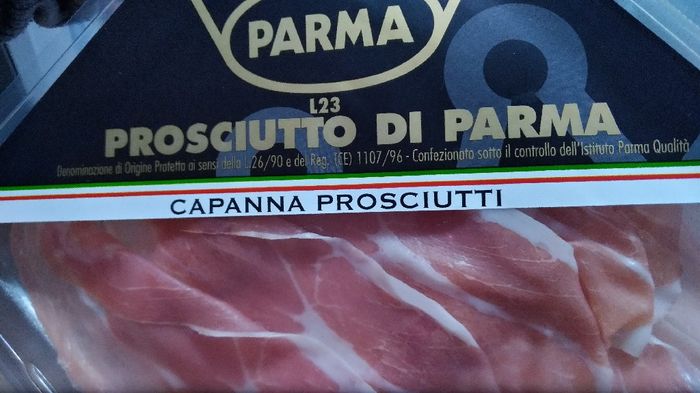 PARMA
L23
PROSCIUTTO DI PARMA
Denominazione di Origine Protetta ai sensi della L.26/90 e del Reg. (CE) 1107/96 - Confezionato sotto il controllo dell'Istituto Parma Qualità
CAPANNA PROSCIUTTI